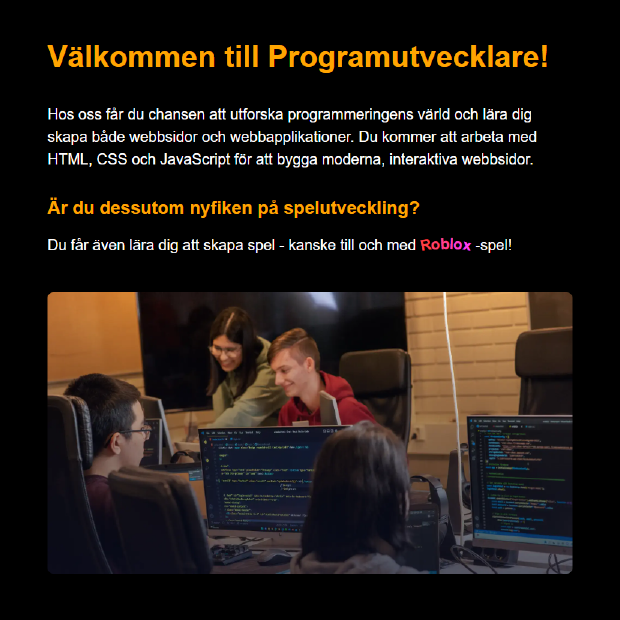 Välkommen till Programutvecklare!
Hos oss får du chansen att utforska programmeringens värld och lära dig
skapa både webbsidor och webbapplikationer. Du kommer att arbeta med
HTML, CSS och JavaScript för att bygga moderna, interaktiva webbsidor.
Är du dessutom nyfiken på spelutveckling?
Du får även lära dig att skapa spel - kanske till och med Roblox -spel!